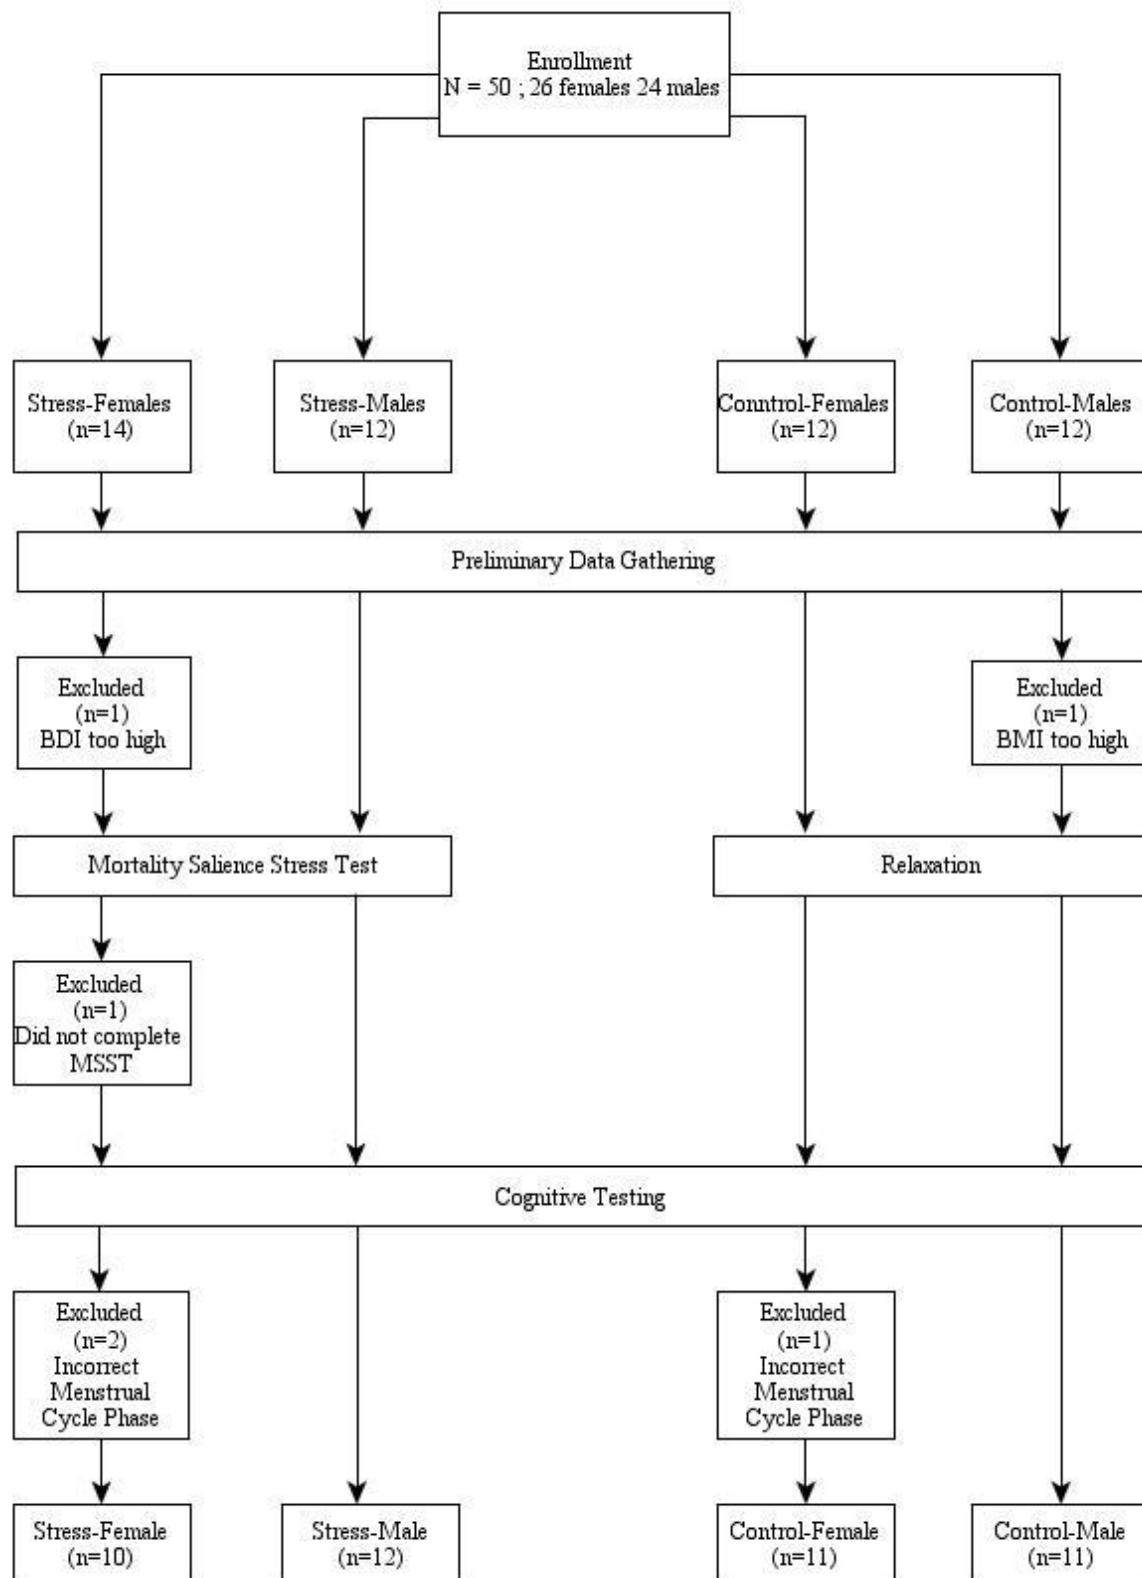 Enrollment
N = 50 ; 26 females 24 males
Stress-Females
(n=14)
Stress-Males
(n=12)
Conntrol-Females
(n=12)
Control-Males
(n=12)
Preliminary Data Gathering
Excluded
(n=1)
BDI too high
Excluded
(n=1)
BMI too high
Mortality Salience Stress Test
Relaxation
Excluded
(n=1)
Did not complete
MSST
Cognitive Testing
Excluded
(n=2)
Incorrect
Menstrual
Cycle Phase
Excluded
(n=1)
Incorrect
Menstrual
Cycle Phase
Stress-Female
(n=10)
Stress-Male
(n=12)
Control-Female
(n=11)
Control-Male
(n=11)